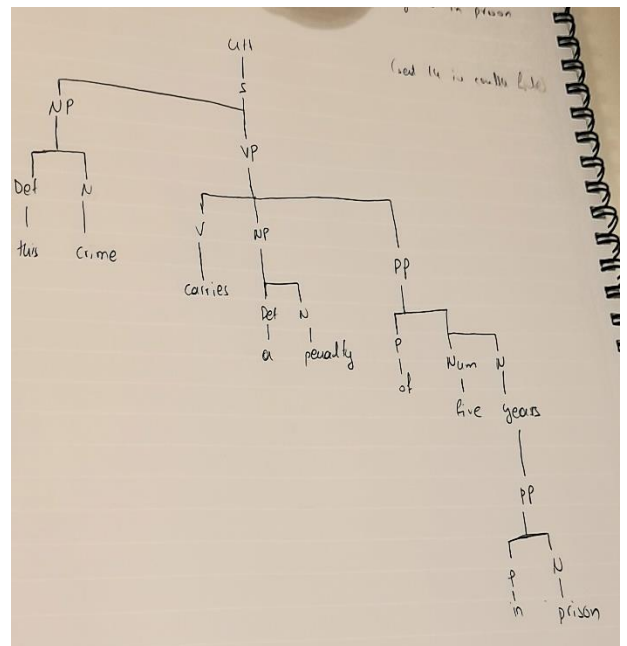 in prison
Utt
S
NP
VP
Det N
V NP PP
this crime
carries
Det N
P Num N
a penalty
of five years
PP
P N
in prison